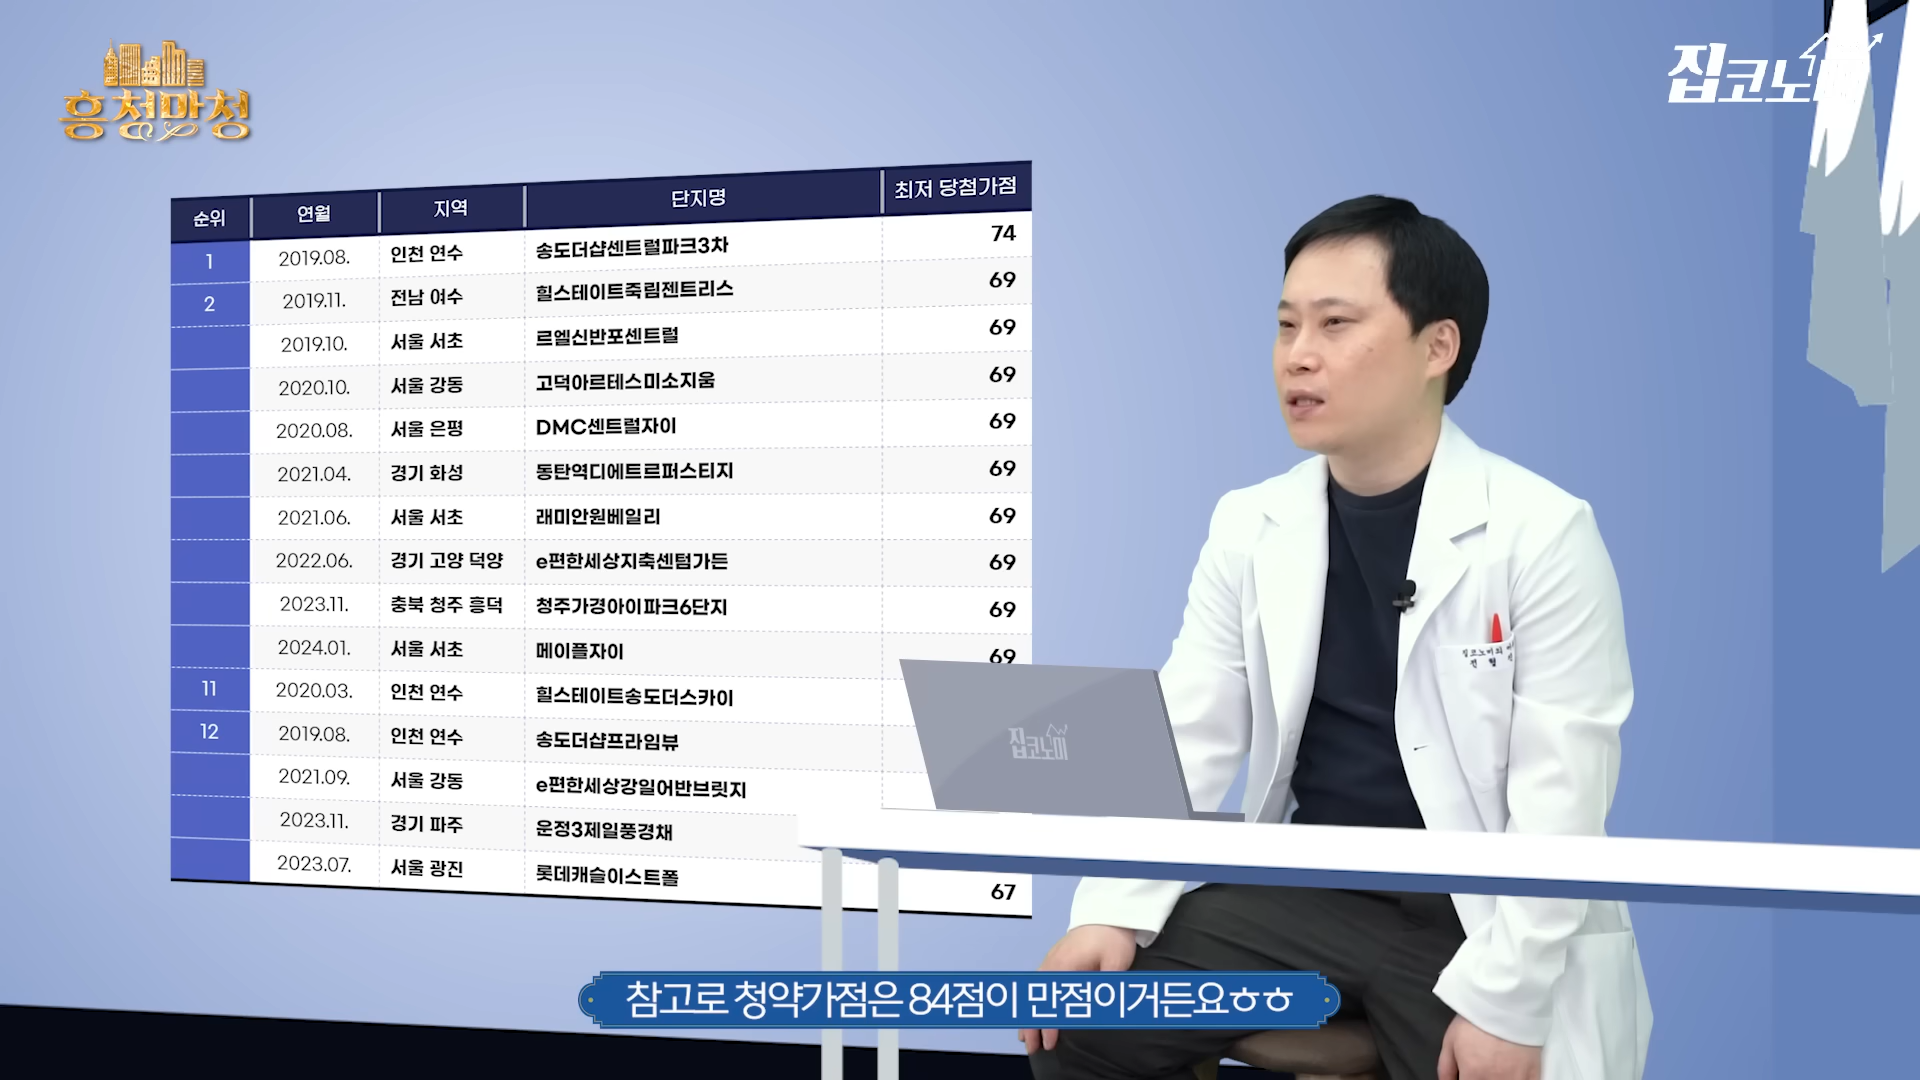 흥청망청
집코노미
순위 연월 지역 단지명 최저 당첨가점
1 2019.08. 인천 연수 송도더샵센트럴파크3차 74
2 2019.11. 전남 여수 힐스테이트죽림젠트리스 69
2019.10. 서울 서초 르엘신반포센트럴 69
2020.10. 서울 강동 고덕아르테스미소지움 69
2020.08. 서울 은평 DMC센트럴자이 69
2021.04. 경기 화성 동탄역디에트르퍼스티지 69
2021.06. 서울 서초 래미안원베일리 69
2022.06. 경기 고양 덕양 e편한세상지축센텀가든 69
2023.11. 충북 청주 흥덕 청주가경아이파크6단지 69
2024.01. 서울 서초 메이플자이 69
11 2020.03. 인천 연수 힐스테이트송도더스카이
12 2019.08. 인천 연수 송도더샵프라임뷰
2021.09. 서울 강동 e편한세상강일어반브릿지
2023.11. 경기 파주 운정3제일풍경채
2023.07. 서울 광진 롯데캐슬이스트폴 67
집코노미
참고로 청약가점은 84점이 만점이거든요ㅎㅎ